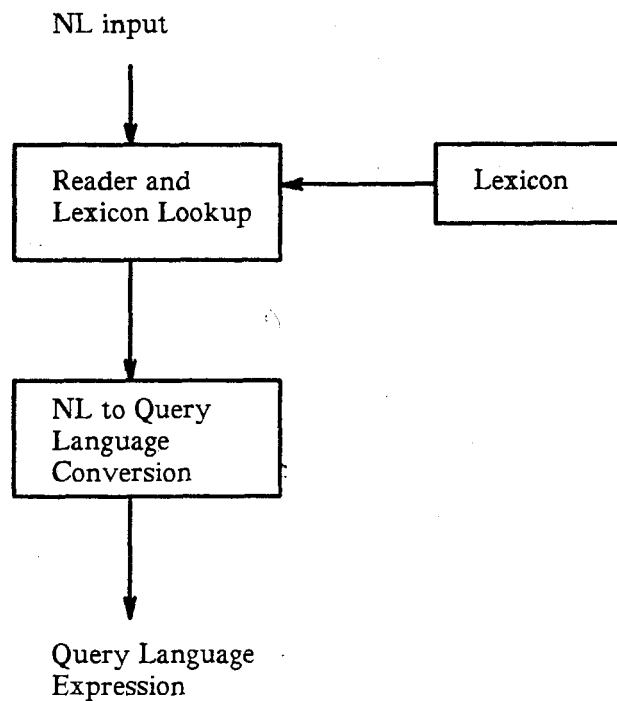 NL input
Reader and
Lexicon Lookup
Lexicon
NL to Query
Language
Conversion
Query Language
Expression